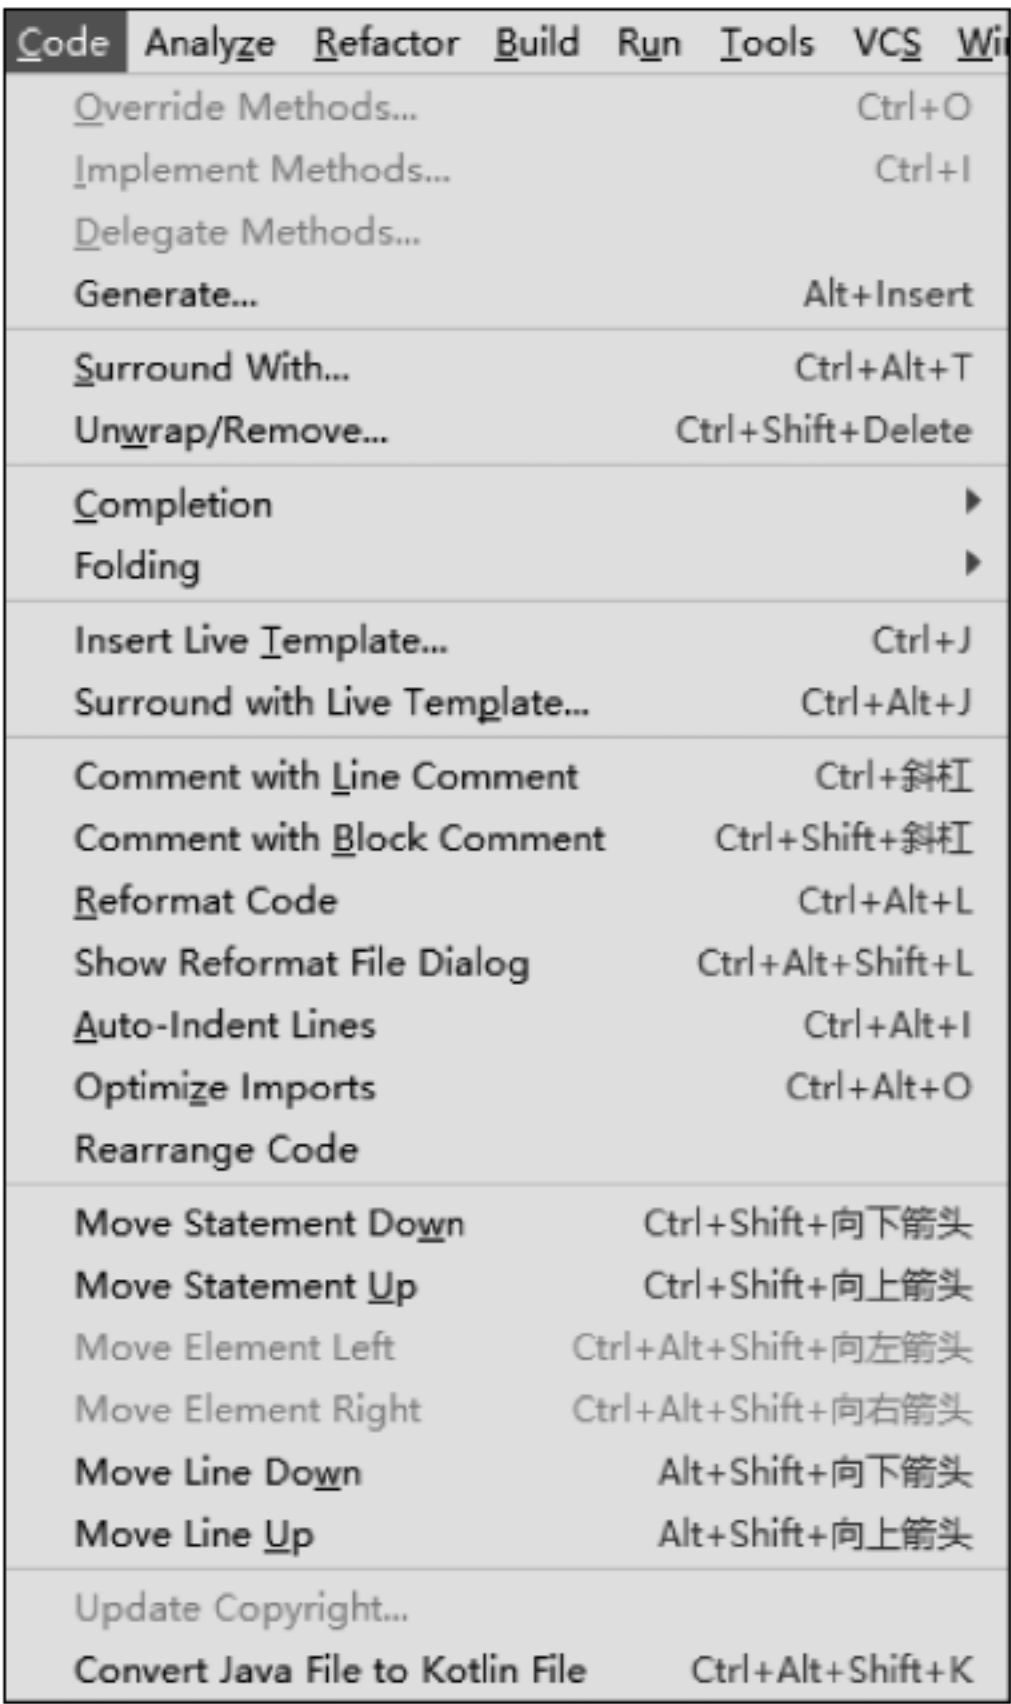 Code Analyze Refactor Build Run Tools VCS Wi
Override Methods... Ctrl+O
Implement Methods... Ctrl+I
Delegate Methods...
Generate... Alt+Insert
Surround With... Ctrl+Alt+T
Unwrap/Remove... Ctrl+Shift+Delete
Completion
Folding
Insert Live Template... Ctrl+J
Surround with Live Template... Ctrl+Alt+J
Comment with Line Comment Ctrl+斜杠
Comment with Block Comment Ctrl+Shift+斜杠
Reformat Code Ctrl+Alt+L
Show Reformat File Dialog Ctrl+Alt+Shift+L
Auto-Indent Lines Ctrl+Alt+I
Optimize Imports Ctrl+Alt+O
Rearrange Code
Move Statement Down Ctrl+Shift+向下箭头
Move Statement Up Ctrl+Shift+向上箭头
Move Element Left Ctrl+Alt+Shift+向左箭头
Move Element Right Ctrl+Alt+Shift+向右箭头
Move Line Down Alt+Shift+向下箭头
Move Line Up Alt+Shift+向上箭头
Update Copyright...
Convert Java File to Kotlin File Ctrl+Alt+Shift+K